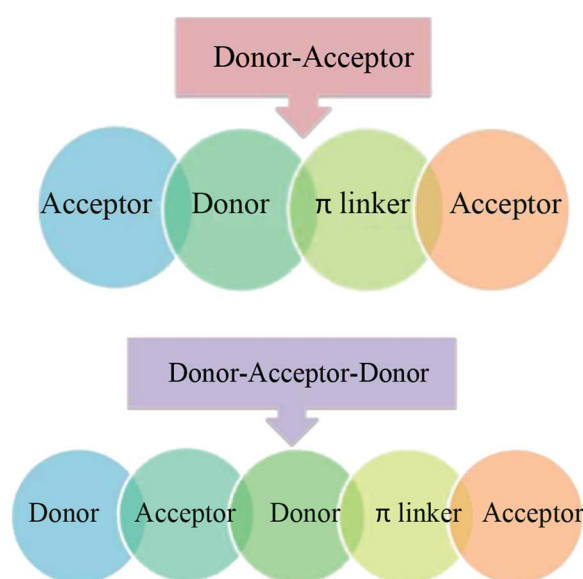 Donor-Acceptor
Acceptor Donor π linker Acceptor
Donor-Acceptor-Donor
Donor Acceptor Donor π linker Acceptor